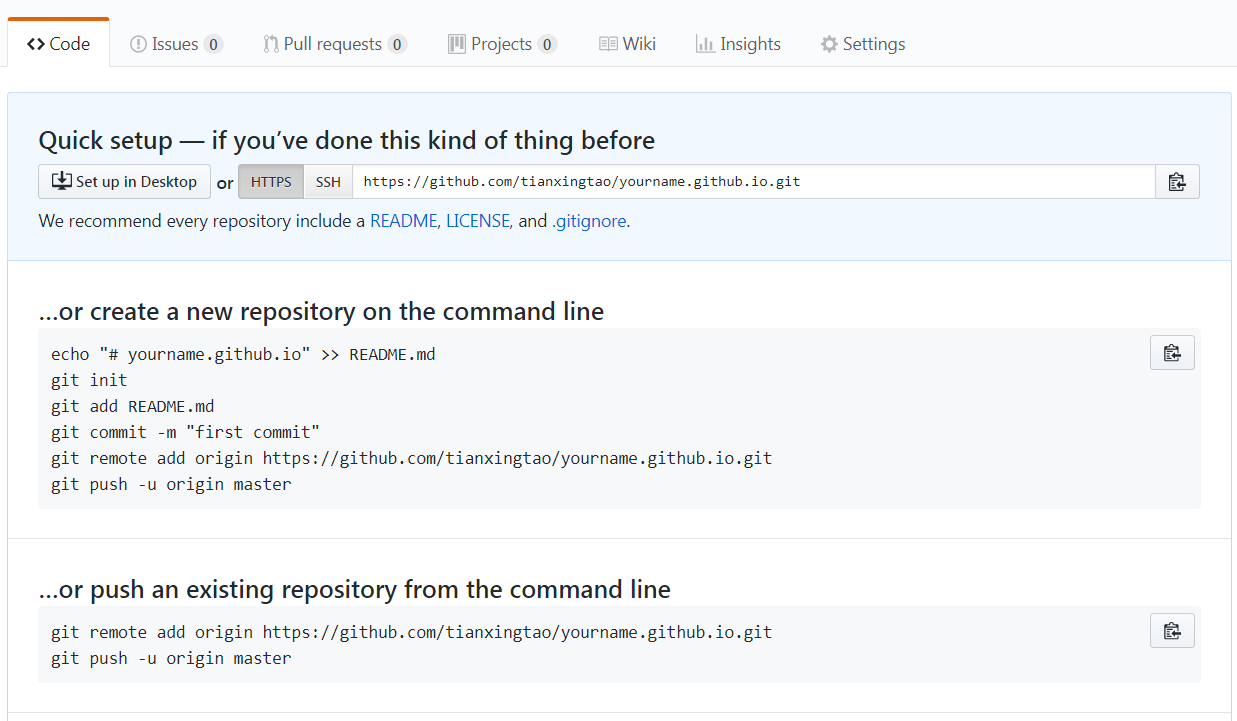 Code Issues 0 Pull requests 0 Projects 0 Wiki Insights Settings
Quick setup — if you’ve done this kind of thing before
Set up in Desktop or HTTPS SSH https://github.com/tianxingtao/yourname.github.io.git
We recommend every repository include a README, LICENSE, and .gitignore.
…or create a new repository on the command line
echo "# yourname.github.io" >> README.md
git init
git add README.md
git commit -m "first commit"
git remote add origin https://github.com/tianxingtao/yourname.github.io.git
git push -u origin master
…or push an existing repository from the command line
git remote add origin https://github.com/tianxingtao/yourname.github.io.git
git push -u origin master